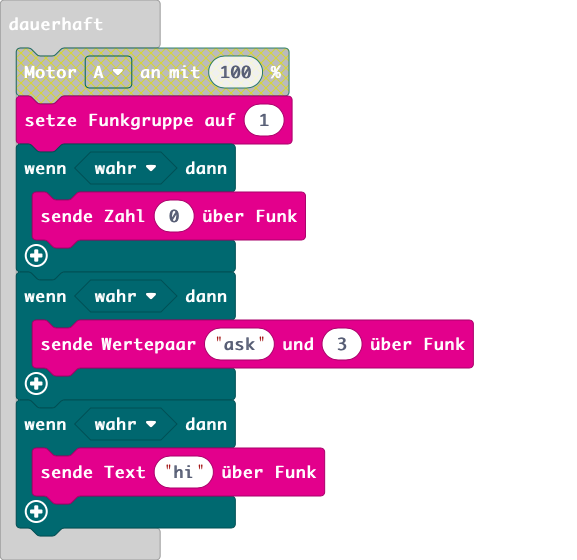 dauerhaft
Motor A an mit 100 %
setze Funkgruppe auf 1
wenn wahr dann
sende Zahl 0 über Funk
wenn wahr dann
sende Wertepaar "ask" und 3 über Funk
wenn wahr dann
sende Text "hi" über Funk